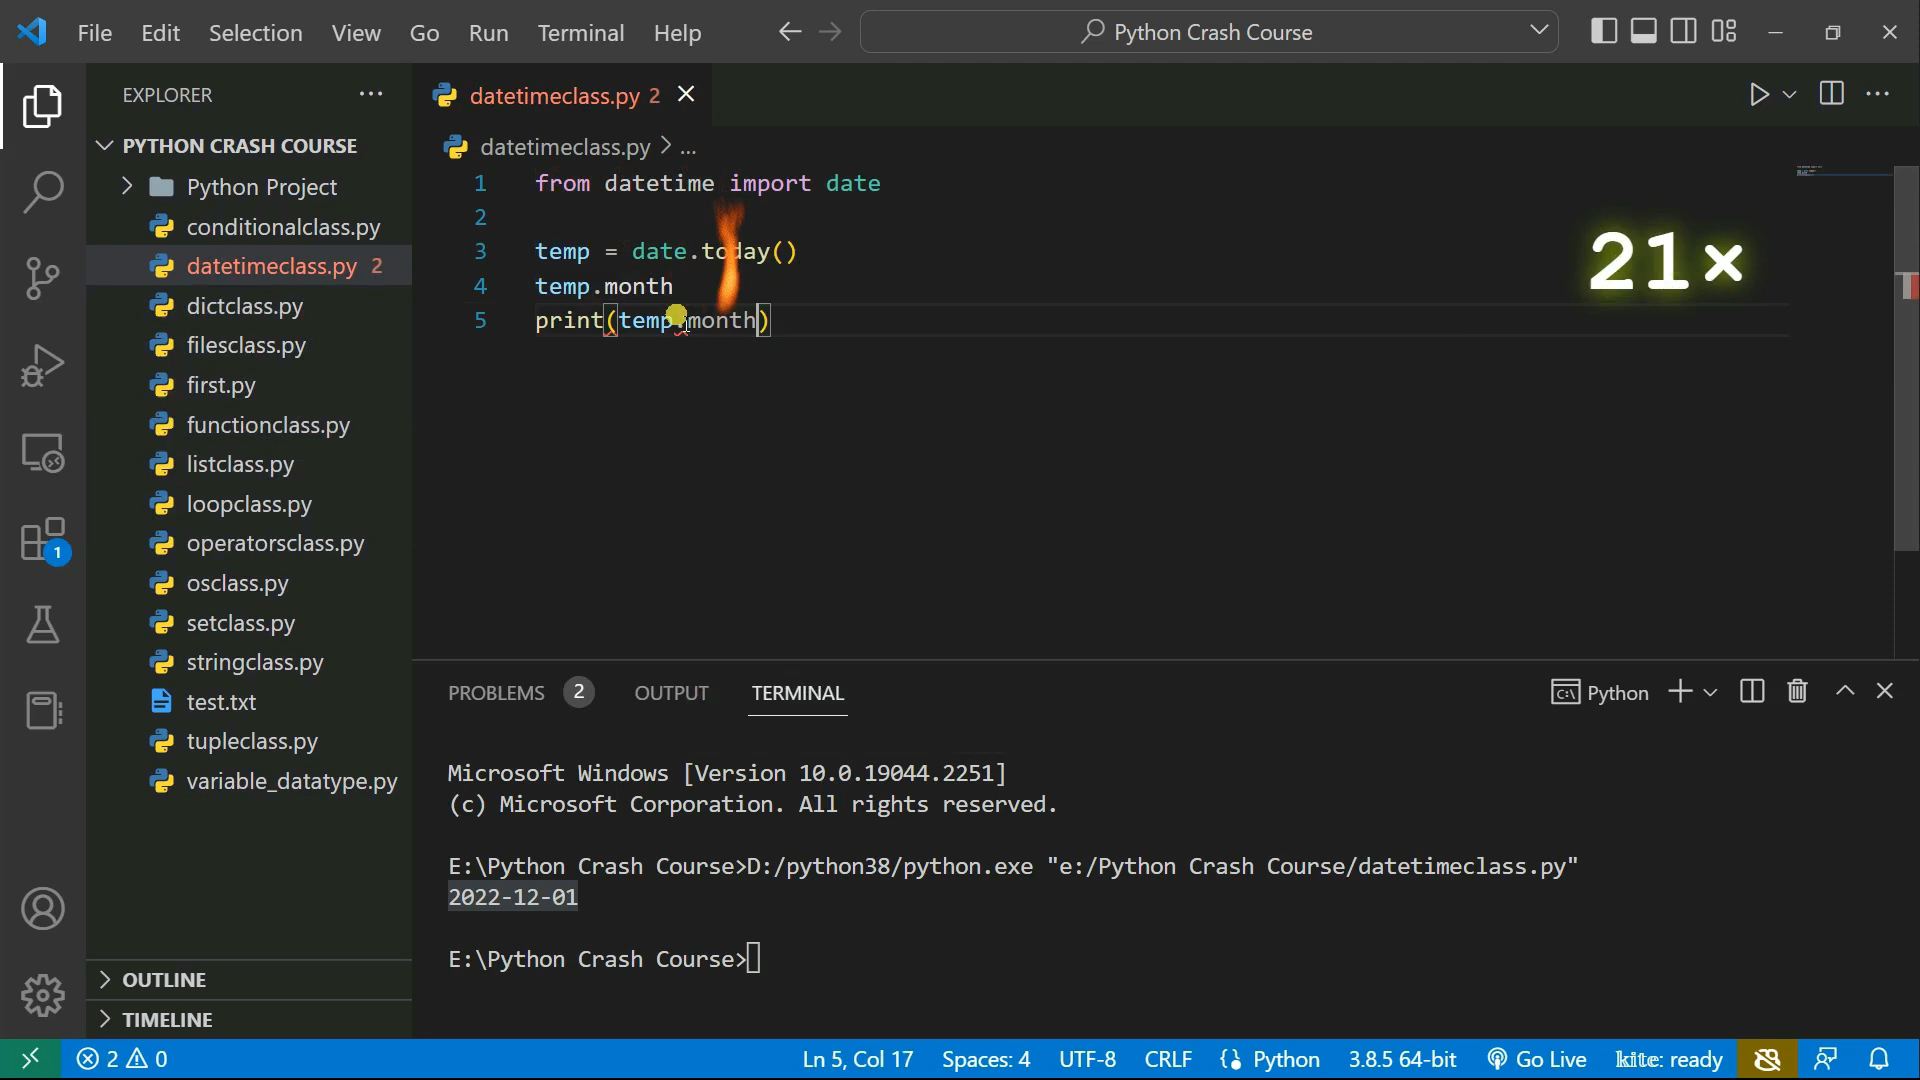 File Edit Selection View Go Run Terminal Help
Python Crash Course
EXPLORER
PYTHON CRASH COURSE
Python Project
conditionalclass.py
datetimeclass.py 2
dictclass.py
filesclass.py
first.py
functionclass.py
listclass.py
loopclass.py
operatorsclass.py
osclass.py
setclass.py
stringclass.py
test.txt
tupleclass.py
variable_datatype.py
OUTLINE
TIMELINE
1
datetimeclass.py 2
datetimeclass.py > ...
1 from datetime import date
2
3 temp = date.today()
4 temp.month
5 print(temp.month)
21×
PROBLEMS 2 OUTPUT TERMINAL
Python
Microsoft Windows [Version 10.0.19044.2251]
(c) Microsoft Corporation. All rights reserved.
E:\Python Crash Course>D:/python38/python.exe "e:/Python Crash Course/datetimeclass.py"
2022-12-01
E:\Python Crash Course>
2 0 Ln 5, Col 17 Spaces: 4 UTF-8 CRLF Python 3.8.5 64-bit Go Live kite: ready